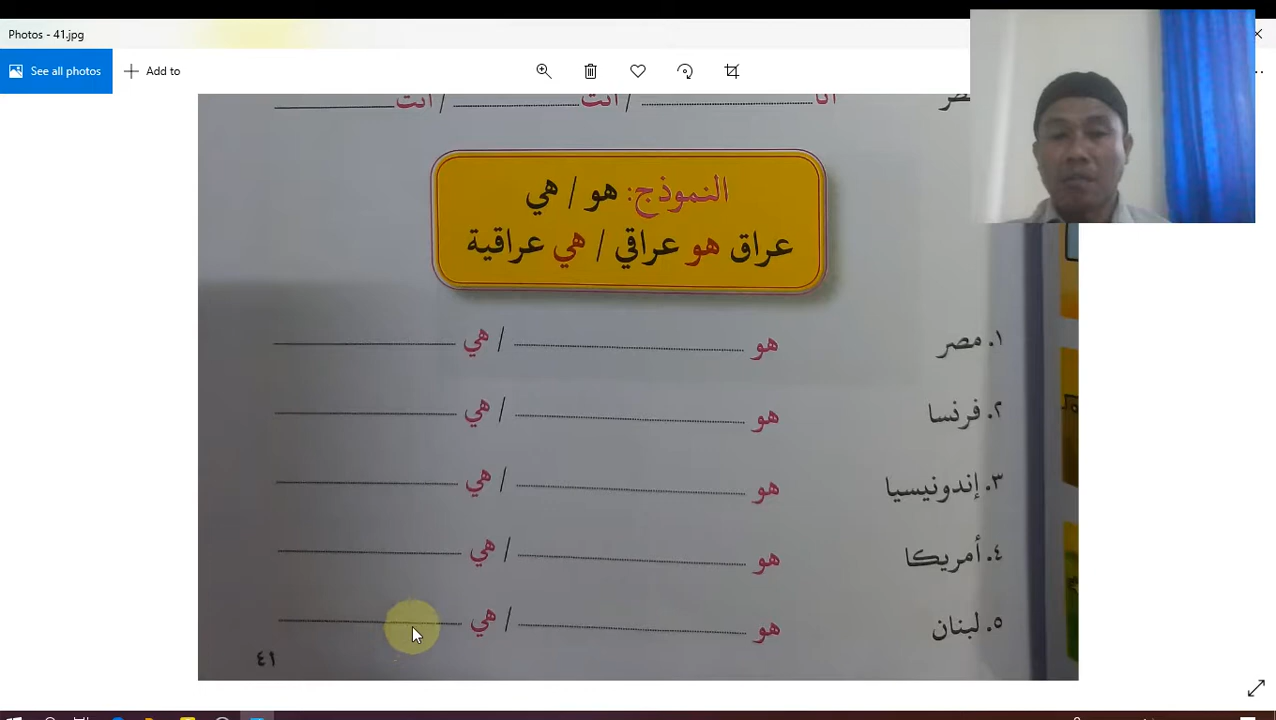 Photos - 41.jpg
See all photos
Add to
أنا / أنت / أنت
النموذج: هو / هي
عراق هو عراقي / هي عراقية
١. مصر هو / هي
٢. فرنسا هو / هي
٣. إندونيسيا هو / هي
٤. أمريكا هو / هي
٥. لبنان هو / هي
٤١